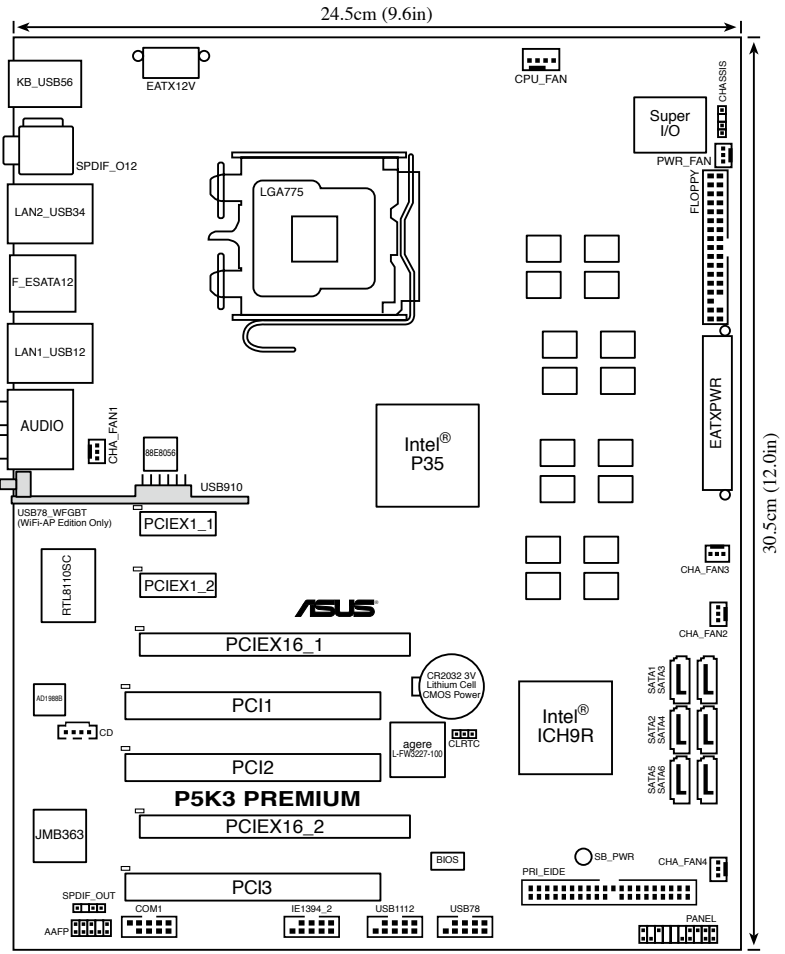 24.5cm (9.6in)
KB_USB56
EATX12V
CPU_FAN
CHASSIS
Super
I/O
PWR_FAN
SPDIF_O12
FLOPPY
LGA775
LAN2_USB34
F_ESATA12
LAN1_USB12
EATXPWR
30.5cm (12.0in)
AUDIO
CHA_FAN1
88E8056
Intel®
P35
USB910
USB78_WFGBT
(WiFi-AP Edition Only)
PCIEX1_1
CHA_FAN3
RTL8110SC
PCIEX1_2
ASUS
CHA_FAN2
PCIEX16_1
CR2032 3V
Lithium Cell
CMOS Power
SATA1
SATA3
AD1988B
PCI1
Intel®
ICH9R
CD
agere
L-FW3227-100
CLRTC
SATA2
SATA4
PCI2
SATA5
SATA6
P5K3 PREMIUM
JMB363
PCIEX16_2
BIOS
SB_PWR
CHA_FAN4
PRI_EIDE
PCI3
SPDIF_OUT
COM1
IE1394_2
USB1112
USB78
PANEL
AAFP